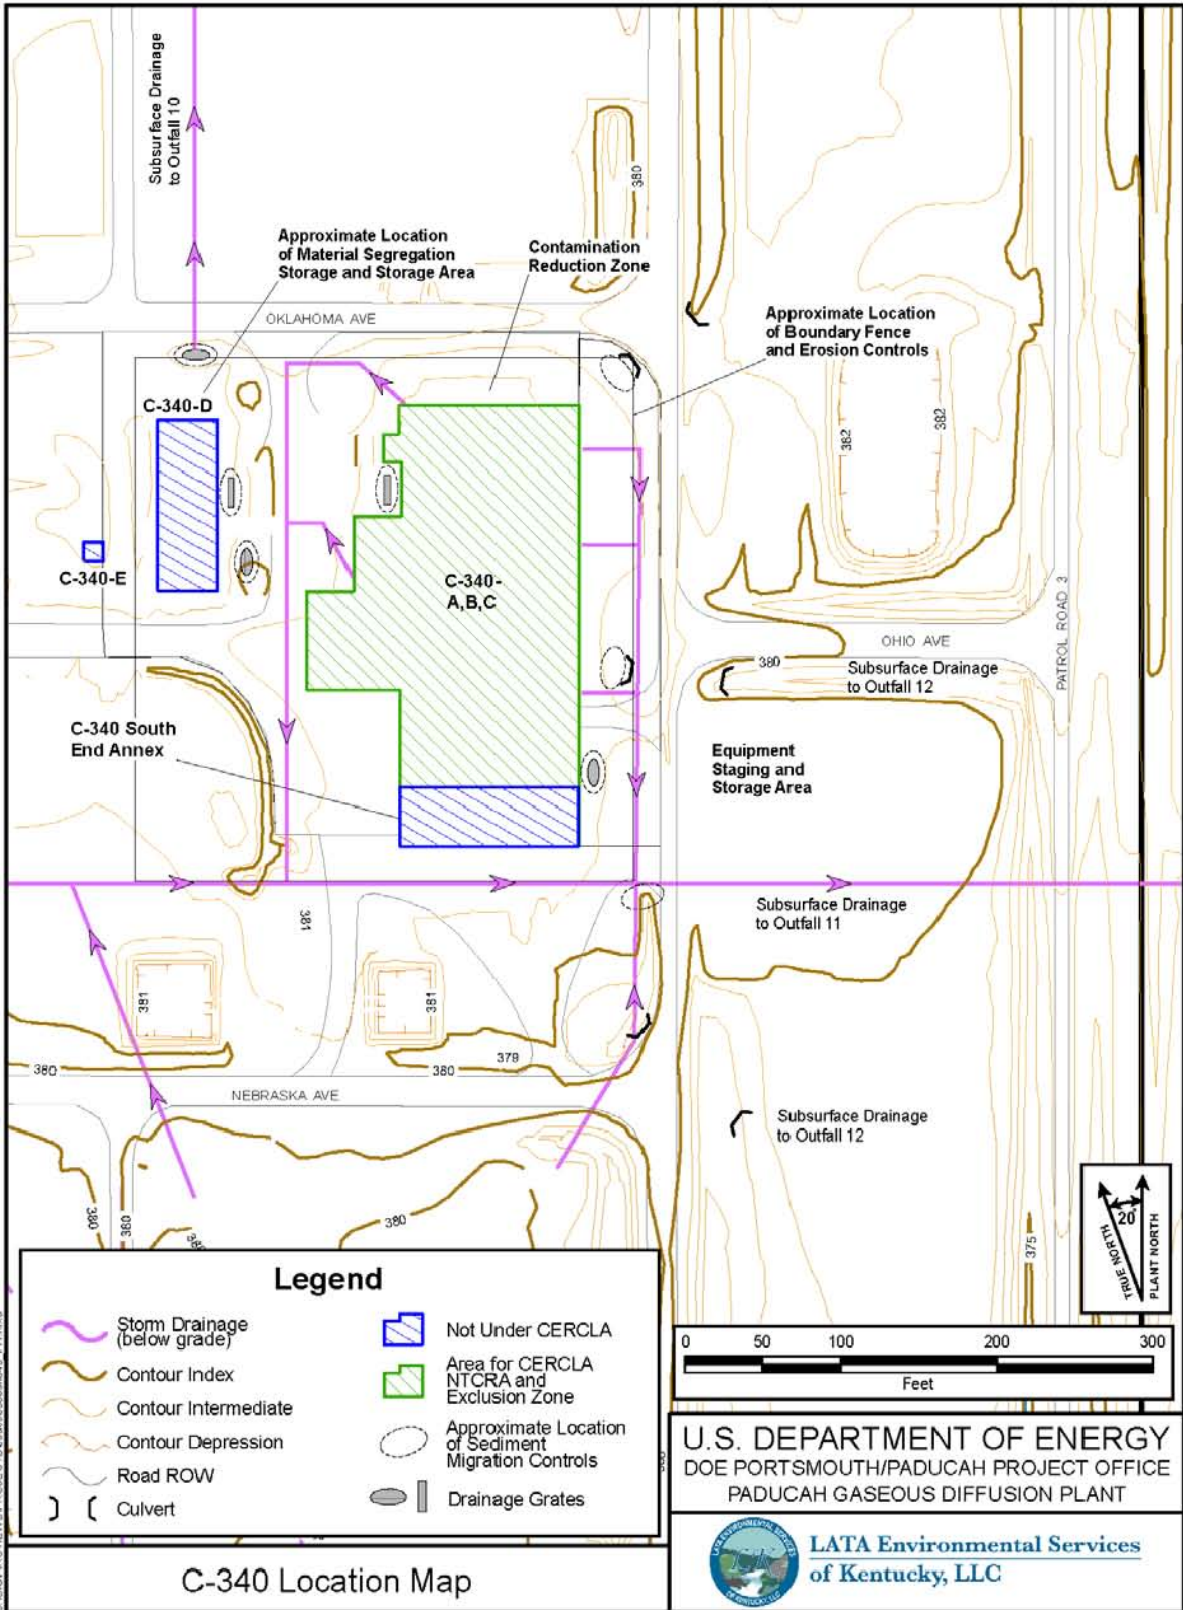 Subsurface Drainage
to Outfall 10
380
Approximate Location
of Material Segregation
Storage and Storage Area
Contamination
Reduction Zone
OKLAHOMA AVE
Approximate Location
of Boundary Fence
and Erosion Controls
C-340-D
382
382
C-340-E
C-340-
A,B,C
PATROL ROAD 3
OHIO AVE
380
Subsurface Drainage
to Outfall 12
C-340 South
End Annex
Equipment
Staging and
Storage Area
381
Subsurface Drainage
to Outfall 11
381
381
380
380
379
NEBRASKA AVE
Subsurface Drainage
to Outfall 12
380
380
380
375
20°
TRUE NORTH
PLANT NORTH
Legend
Storm Drainage
(below grade)
Contour Index
Contour Intermediate
Contour Depression
Road ROW
Culvert
Not Under CERCLA
Area for CERCLA
NTCRA and
Exclusion Zone
Approximate Location
of Sediment
Migration Controls
Drainage Grates
0 50 100 200 300
Feet
U.S. DEPARTMENT OF ENERGY
DOE PORTSMOUTH/PADUCAH PROJECT OFFICE
PADUCAH GASEOUS DIFFUSION PLANT
LATA Environmental Services
of Kentucky, LLC
C-340 Location Map